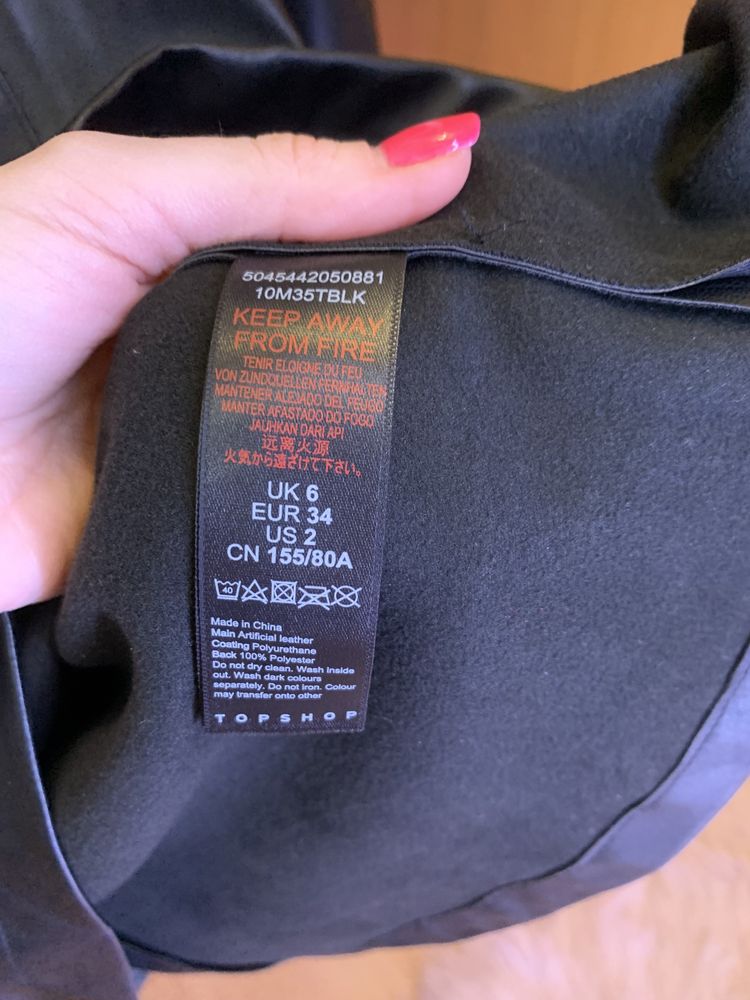 5045442050881
10M35TBLK
KEEP AWAY
FROM FIRE
TENIR ELOIGNE DU FEU
VON ZUNDQUELLEN FERNHALTEN
MANTENER ALEJADO DEL FEUGO
MANTER AFASTADO DO FOGO
JAUHKAN DARI API
远离火源
火気から遠ざけて下さい。
UK 6
EUR 34
US 2
CN 155/80A
40
Made in China
Main Artificial leather
Coating Polyurethane
Back 100% Polyester
Do not dry clean. Wash inside
out. Wash dark colours
separately. Do not iron. Colour
may transfer onto other
TOPSHOP